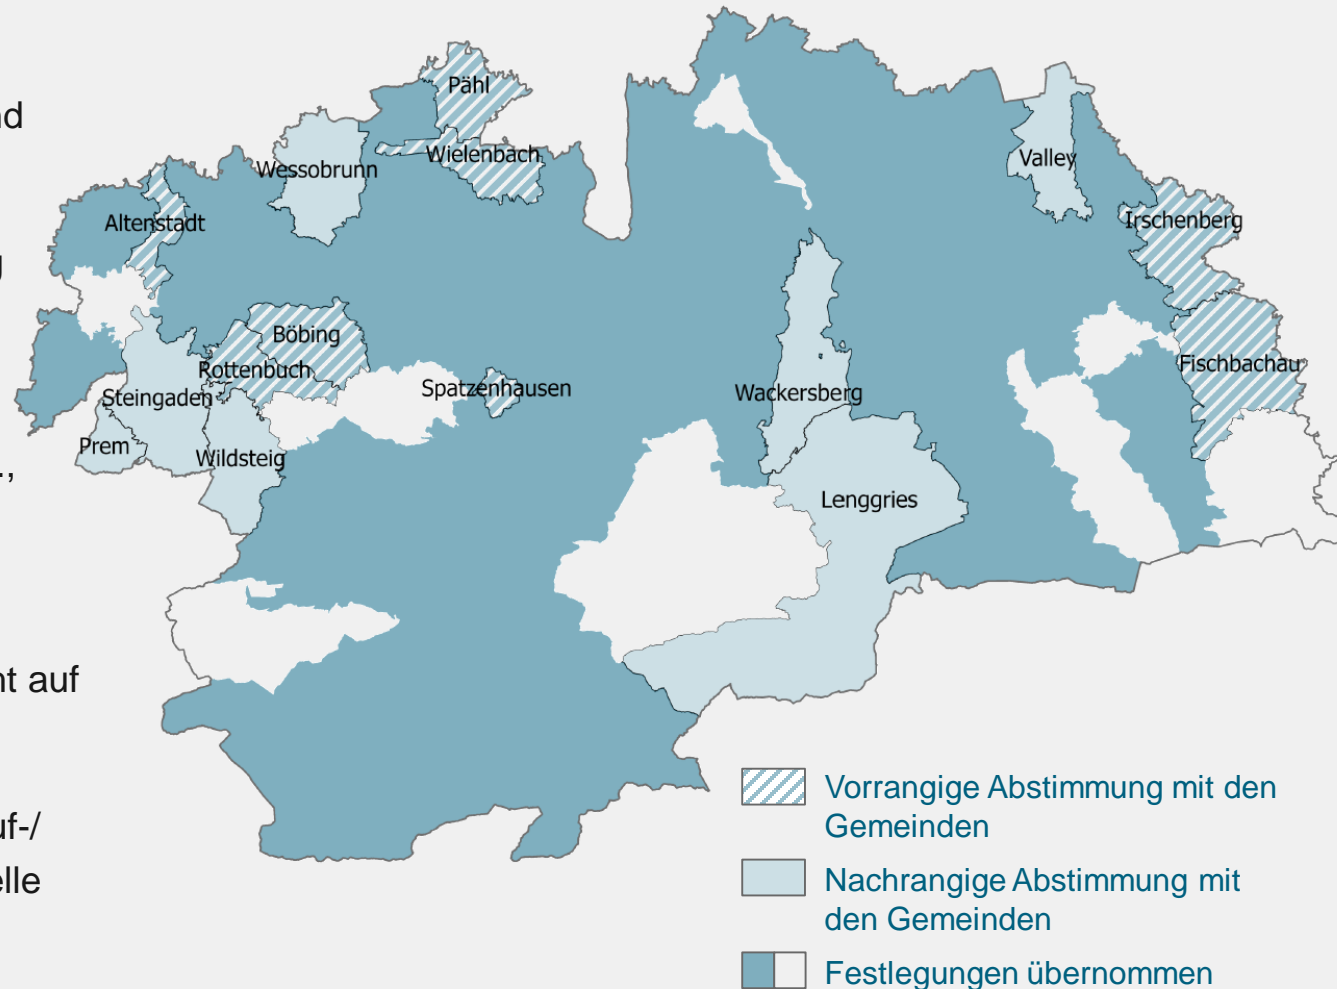 nd
g
.,
nt auf
uf-/
elle
Pähl
Wessobrunn
Wielenbach
Valley
Altenstadt
Irschenberg
Böbing
Rottenbuch
Spatzenhausen
Fischbachau
Steingaden
Wackersberg
Prem
Wildsteig
Lenggries
Vorrangige Abstimmung mit den
Gemeinden
Nachrangige Abstimmung mit
den Gemeinden
Festlegungen übernommen